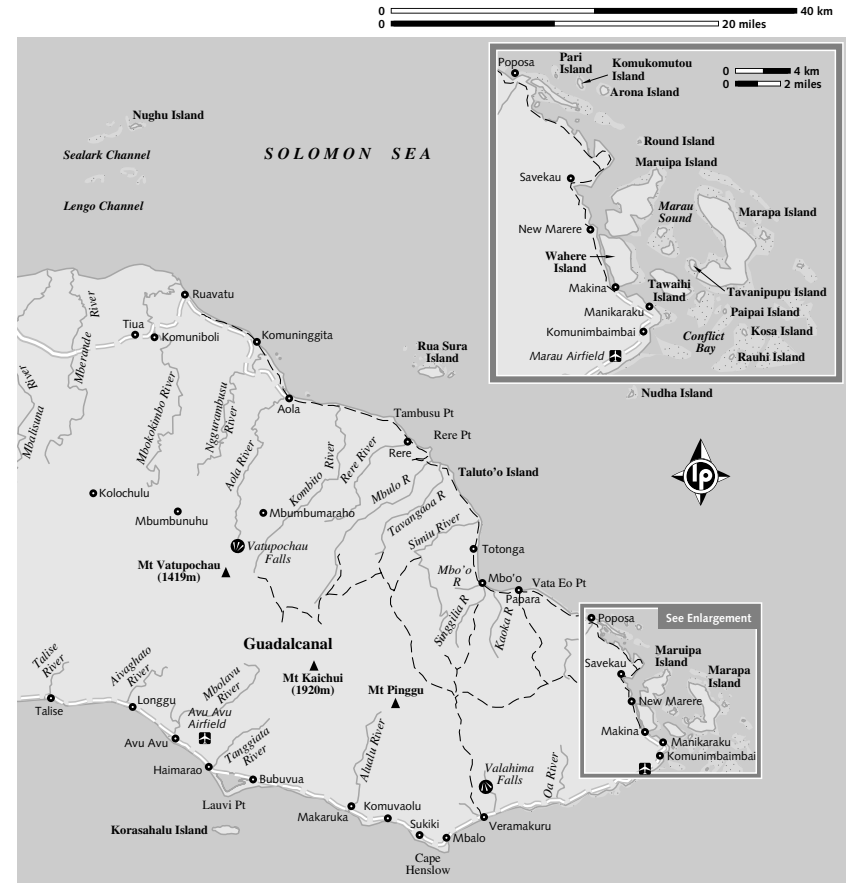 0 40 km
0 20 miles
Poposa
Pari
Island
Komukomutou
Island
Arona Island
0 4 km
0 2 miles
Round Island
Maruipa Island
Savekau
Marau
Sound
Marapa Island
New Marere
Wahere
Island
Makina
Tawaihi
Island
Tavanipupu Island
Manikaraku
Paipai Island
Komunimbaimbai
Conflict
Bay
Kosa Island
Marau Airfield
Rauhi Island
Nughu Island
Sealark Channel
SOLOMON SEA
Lengo Channel
Ruavatu
Tiua
Komuniboli
Komuninggita
Mberande
River
Mbalisuna
River
Mbokokimbo River
Nggurambusu
River
Rua Sura
Island
Nudha Island
Aola
Aola River
Tambusu Pt
Rere Pt
Rere
Kombito
River
Rere River
Mbulo R
Taluto'o Island
lp
Kolochulu
Mbumbunuhu
Mbumbumaraho
Tavangaoa R
Simiu River
Vatupochau
Falls
Mt Vatupochau
(1419m)
Totonga
Mbo'o
R
Mbo'o
Vata Eo Pt
Papara
Singgilia R
Kaoka R
Guadalcanal
Mt Kaichui
(1920m)
Mt Pinggu
Poposa
See Enlargement
Savekau
Maruipa
Island
Marapa
Island
New Marere
Makina
Manikaraku
Komunimbaimbai
Talise
River
Talise
Aivaghato
River
Longgu
Mbolavu
River
Avu Avu
Airfield
Avu Avu
Tanggiata
River
Haimarao
Bubuvua
Lauvi Pt
Korasahalu Island
Alualu River
Makaruka
Komuvaolu
Sukiki
Mbalo
Cape
Henslow
Valahima
Falls
Oa River
Veramakuru